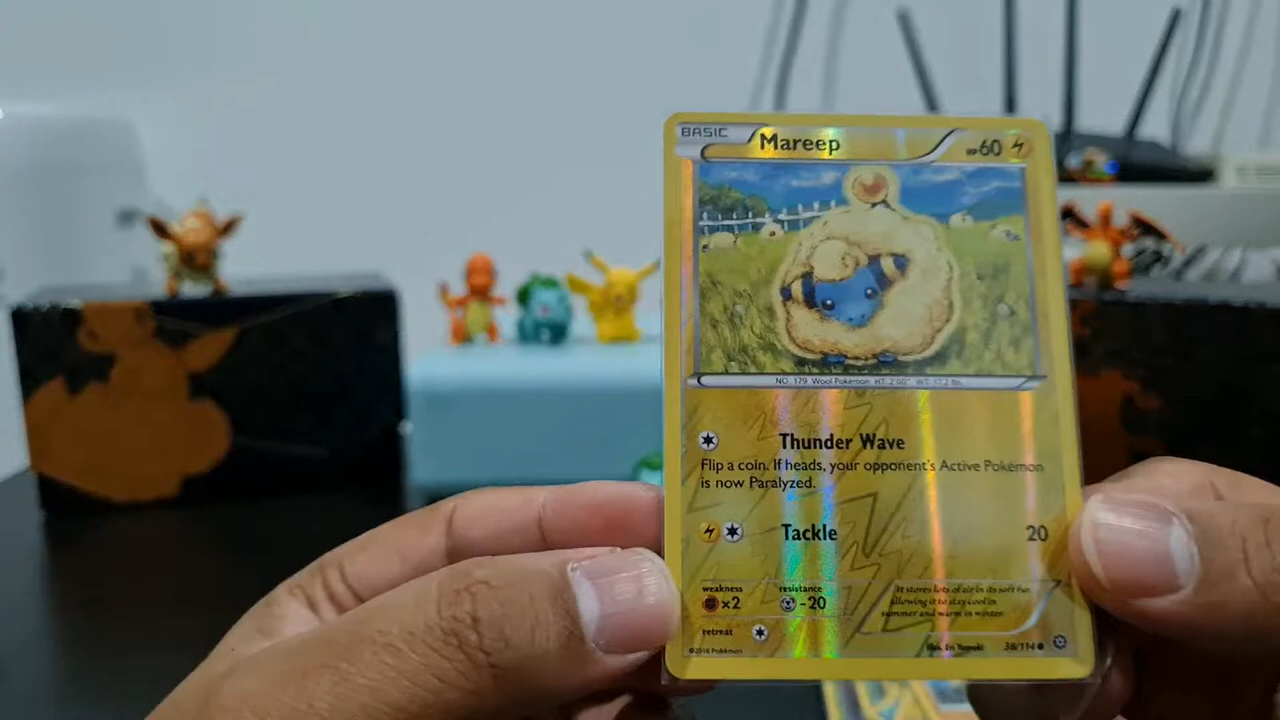 BASIC Mareep HP60
NO. 179 Wool Pokémon HT. 2'00" WT. 17.2 lbs.
Thunder Wave
Flip a coin. If heads, your opponent's Active Pokémon
is now Paralyzed.
Tackle 20
weakness resistance
×2 -20
It stores lots of air in its soft fur,
allowing it to stay cool in
summer and warm in winter.
retreat
©2016 Pokémon
Illus. 38/114